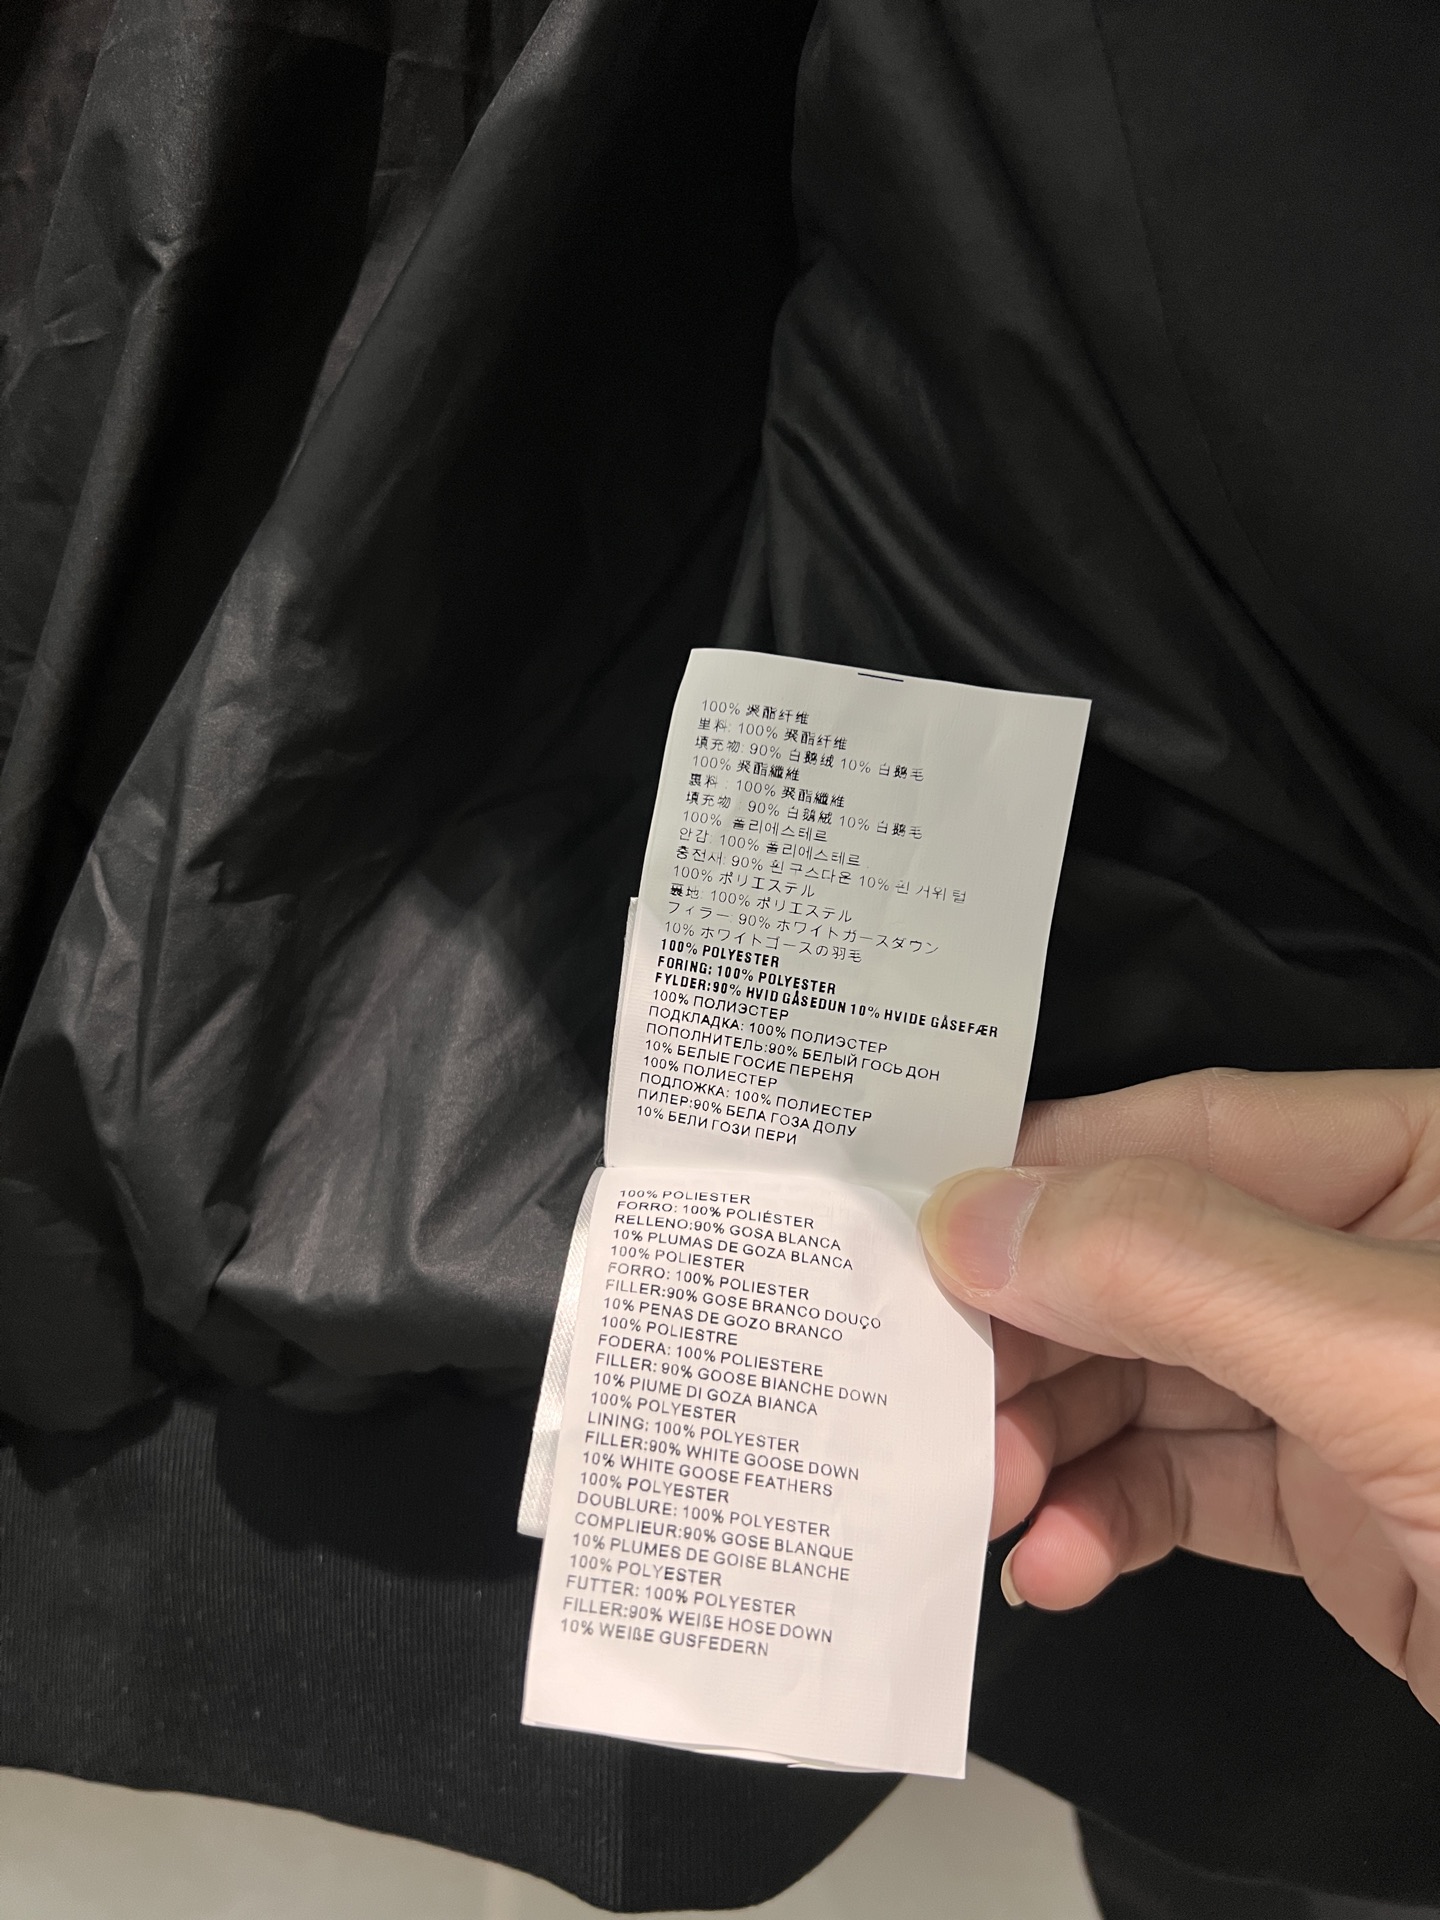 100% 聚酯纤维
里料: 100% 聚酯纤维
填充物: 90% 白鹅绒 10% 白鹅毛
100% 聚酯纖維
裏料 : 100% 聚酯纖維
填充物 : 90% 白鵝絨 10% 白鵝毛
100% 폴리에스테르
안감: 100% 폴리에스테르
충전재: 90% 흰 구스다운 10% 흰 거위 털
100% ポリエステル
裏地: 100% ポリエステル
フィラー: 90% ホワイトガースダウン
10% ホワイトゴースの羽毛
100% POLYESTER
FORING: 100% POLYESTER
FYLDER:90% HVID GÅSEDUN 10% HVIDE GÅSEFÆR
100% ПОЛИЭСТЕР
ПОДКЛАДКА: 100% ПОЛИЭСТЕР
ПОПОЛНИТЕЛЬ:90% БЕЛЫЙ ГОСЬ ДОН
10% БЕЛЫЕ ГОСИЕ ПЕРЕНЯ
100% ПОЛИЕСТЕР
ПОДЛОЖКА: 100% ПОЛИЕСТЕР
ПИЛЕР:90% БЕЛА ГОЗА ДОЛУ
10% БЕЛИ ГОЗИ ПЕРИ
100% POLIESTER
FORRO: 100% POLIÉSTER
RELLENO:90% GOSA BLANCA
10% PLUMAS DE GOZA BLANCA
100% POLIESTER
FORRO: 100% POLIESTER
FILLER:90% GOSE BRANCO DOUÇO
10% PENAS DE GOZO BRANCO
100% POLIESTRE
FODERA: 100% POLIESTERE
FILLER: 90% GOOSE BIANCHE DOWN
10% PIUME DI GOZA BIANCA
100% POLYESTER
LINING: 100% POLYESTER
FILLER:90% WHITE GOOSE DOWN
10% WHITE GOOSE FEATHERS
100% POLYESTER
DOUBLURE: 100% POLYESTER
COMPLIEUR:90% GOSE BLANQUE
10% PLUMES DE GOISE BLANCHE
100% POLYESTER
FUTTER: 100% POLYESTER
FILLER:90% WEIßE HOSE DOWN
10% WEIßE GUSFEDERN